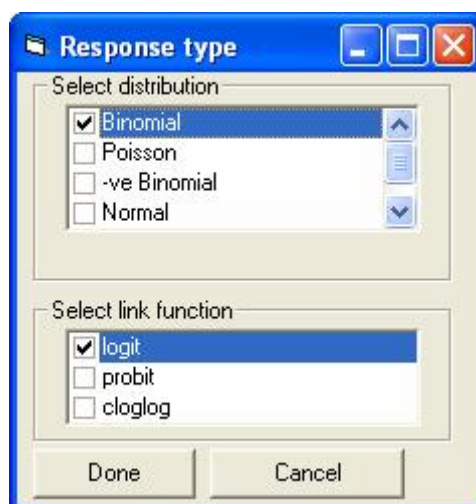 Response type
Select distribution
Binomial
Poisson
-ve Binomial
Normal
Select link function
logit
probit
cloglog
Done Cancel